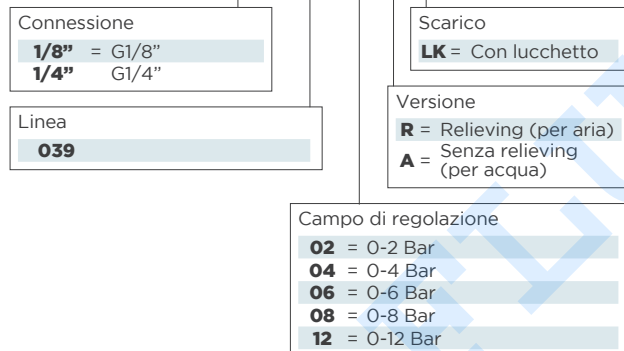 Connessione
1/8” = G1/8”
1/4” G1/4”
Linea
039
Scarico
LK = Con lucchetto
Versione
R = Relieving (per aria)
A = Senza relieving
(per acqua)
Campo di regolazione
02 = 0-2 Bar
04 = 0-4 Bar
06 = 0-6 Bar
08 = 0-8 Bar
12 = 0-12 Bar